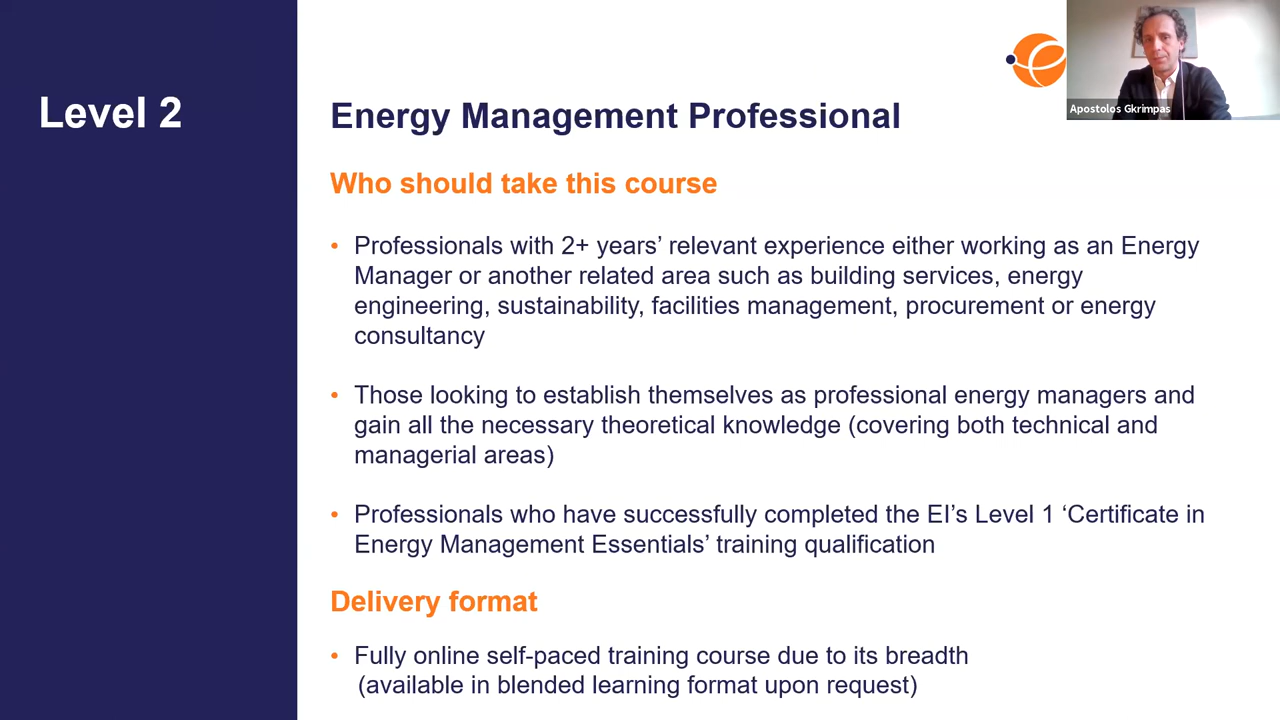 Level 2
Energy Management Professional
Apostolos Gkrimpas
Who should take this course
• Professionals with 2+ years’ relevant experience either working as an Energy
Manager or another related area such as building services, energy
engineering, sustainability, facilities management, procurement or energy
consultancy
• Those looking to establish themselves as professional energy managers and
gain all the necessary theoretical knowledge (covering both technical and
managerial areas)
• Professionals who have successfully completed the EI’s Level 1 ‘Certificate in
Energy Management Essentials’ training qualification
Delivery format
• Fully online self-paced training course due to its breadth
(available in blended learning format upon request)